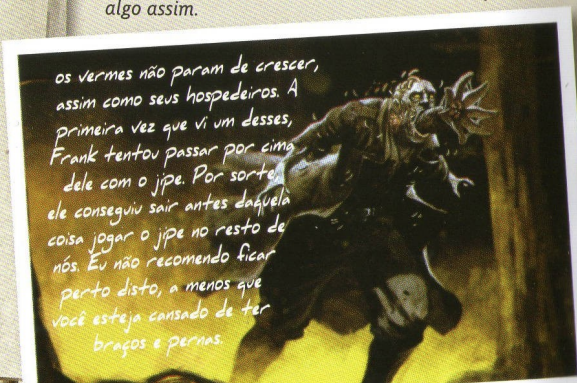 algo assim.
os vermes não param de crescer,
assim como seus hospedeiros. A
primeira vez que vi um desses,
Frank tentou passar por cima
dele com o jipe. Por sorte,
ele conseguiu sair antes daquela
coisa jogar o jipe no resto de
nós. Eu não recomendo ficar
perto disto, a menos que
você esteja cansado de ter
braços e pernas.